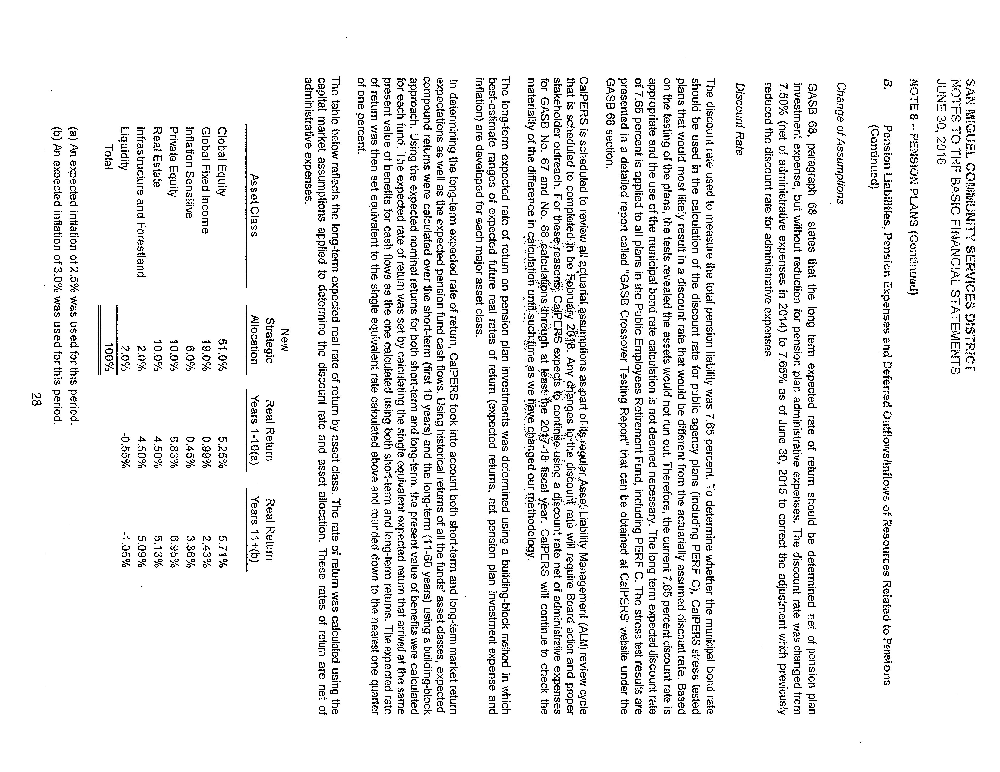 SAN MIGUEL COMMUNITY SERVICES DISTRICT
NOTES TO THE BASIC FINANCIAL STATEMENTS
JUNE 30, 2016
NOTE 8 – PENSION PLANS (Continued)
B. Pension Liabilities, Pension Expenses and Deferred Outflows/Inflows of Resources Related to Pensions
(Continued)
Change of Assumptions
GASB 68, paragraph 68 states that the long term expected rate of return should be determined net of pension plan
investment expense, but without reduction for pension plan administrative expenses. The discount rate was changed from
7.50% (net of administrative expenses in 2014) to 7.65% as of June 30, 2015 to correct the adjustment which previously
reduced the discount rate for administrative expenses.
Discount Rate
The discount rate used to measure the total pension liability was 7.65 percent. To determine whether the municipal bond rate
should be used in the calculation of the discount rate for public agency plans (including PERF C), CalPERS stress tested
plans that would most likely result in a discount rate that would be different from the actuarially assumed discount rate. Based
on the testing of the plans, the tests revealed the assets would not run out. Therefore, the current 7.65 percent discount rate is
appropriate and the use of the municipal bond rate calculation is not deemed necessary. The long-term expected discount rate
of 7.65 percent is applied to all plans in the Public Employees Retirement Fund, including PERF C. The stress test results are
presented in a detailed report called "GASB Crossover Testing Report" that can be obtained at CalPERS' website under the
GASB 68 section.
CalPERS is scheduled to review all actuarial assumptions as part of its regular Asset Liability Management (ALM) review cycle
that is scheduled to completed in be February 2018. Any changes to the discount rate will require Board action and proper
stakeholder outreach. For these reasons, CalPERS expects to continue using a discount rate net of administrative expenses
for GASB No. 67 and No. 68 calculations through at least the 2017-18 fiscal year. CalPERS will continue to check the
materiality of the difference in calculation until such time as we have changed our methodology.
The long-term expected rate of return on pension plan investments was determined using a building-block method in which
best-estimate ranges of expected future real rates of return (expected returns, net pension plan investment expense and
inflation) are developed for each major asset class.
In determining the long-term expected rate of return, CalPERS took into account both short-term and long-term market return
expectations as well as the expected pension fund cash flows. Using historical returns of all the funds' asset classes, expected
compound returns were calculated over the short-term (first 10 years) and the long-term (11-60 years) using a building-block
approach. Using the expected nominal returns for both short-term and long-term, the present value of benefits were calculated
for each fund. The expected rate of return was set by calculating the single equivalent expected return that arrived at the same
present value of benefits for cash flows as the one calculated using both short-term and long-term returns. The expected rate
of return was then set equivalent to the single equivalent rate calculated above and rounded down to the nearest one quarter
of one percent.
The table below reflects the long-term expected real rate of return by asset class. The rate of return was calculated using the
capital market assumptions applied to determine the discount rate and asset allocation. These rates of return are net of
administrative expenses.
New
Strategic Real Return Real Return
Asset Class Allocation Years 1-10(a) Years 11+(b)
Global Equity 51.0% 5.25% 5.71%
Global Fixed Income 19.0% 0.99% 2.43%
Inflation Sensitive 6.0% 0.45% 3.36%
Private Equity 10.0% 6.83% 6.95%
Real Estate 10.0% 4.50% 5.13%
Infrastructure and Forestland 2.0% 4.50% 5.09%
Liquidity 2.0% -0.55% -1.05%
Total 100%
(a) An expected inflation of 2.5% was used for this period.
(b) An expected inflation of 3.0% was used for this period.
28